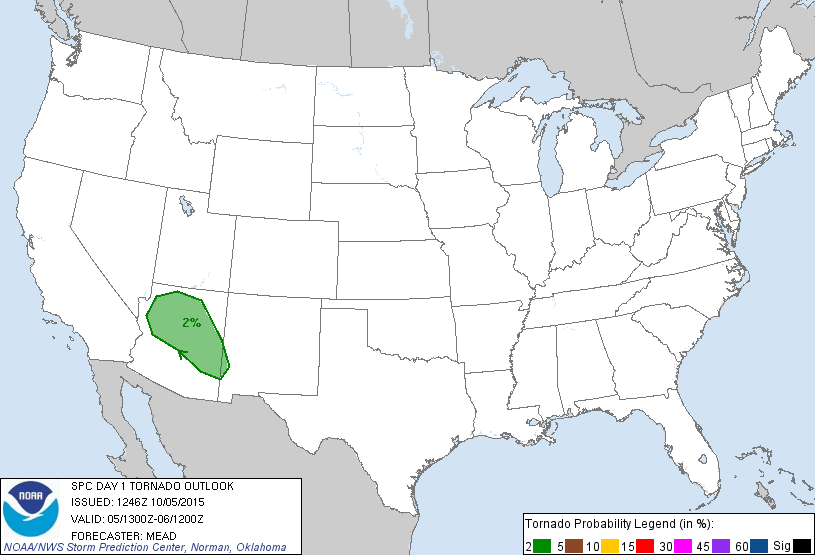 2%
NOAA
SPC DAY 1 TORNADO OUTLOOK
ISSUED: 1246Z 10/05/2015
VALID: 05/1300Z-06/1200Z
FORECASTER: MEAD
NOAA/NWS Storm Prediction Center, Norman, Oklahoma
Tornado Probability Legend (in %):
2 5 10 15 30 45 60 Sig